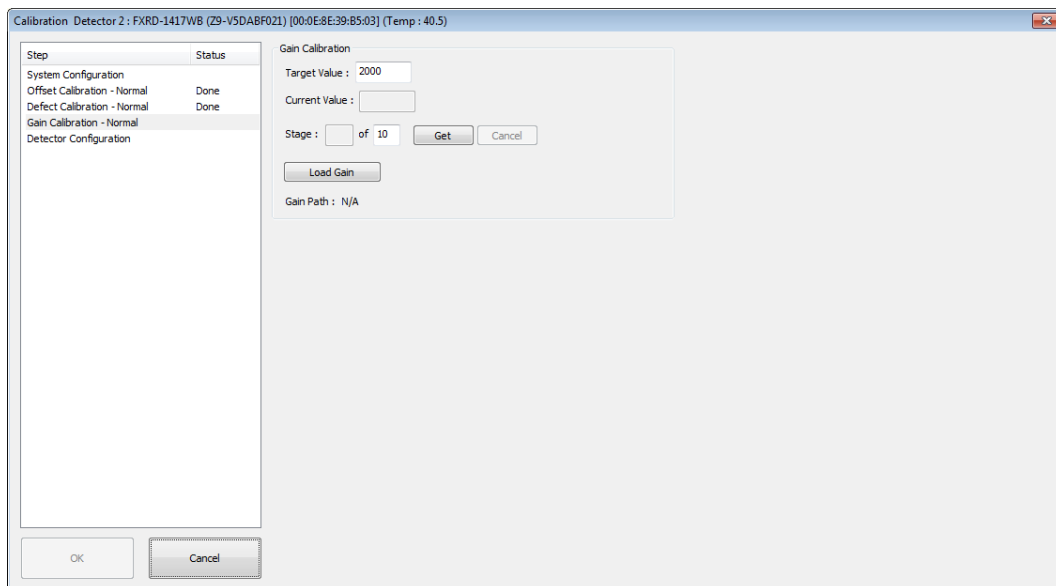 Calibration Detector 2 : FXRD-1417WB (Z9-V5DABF021) [00:0E:8E:39:B5:03] (Temp : 40.5)
Step Status
System Configuration
Offset Calibration - Normal Done
Defect Calibration - Normal Done
Gain Calibration - Normal
Detector Configuration
OK Cancel
Gain Calibration
Target Value : 2000
Current Value :
Stage : of 10 Get Cancel
Load Gain
Gain Path : N/A